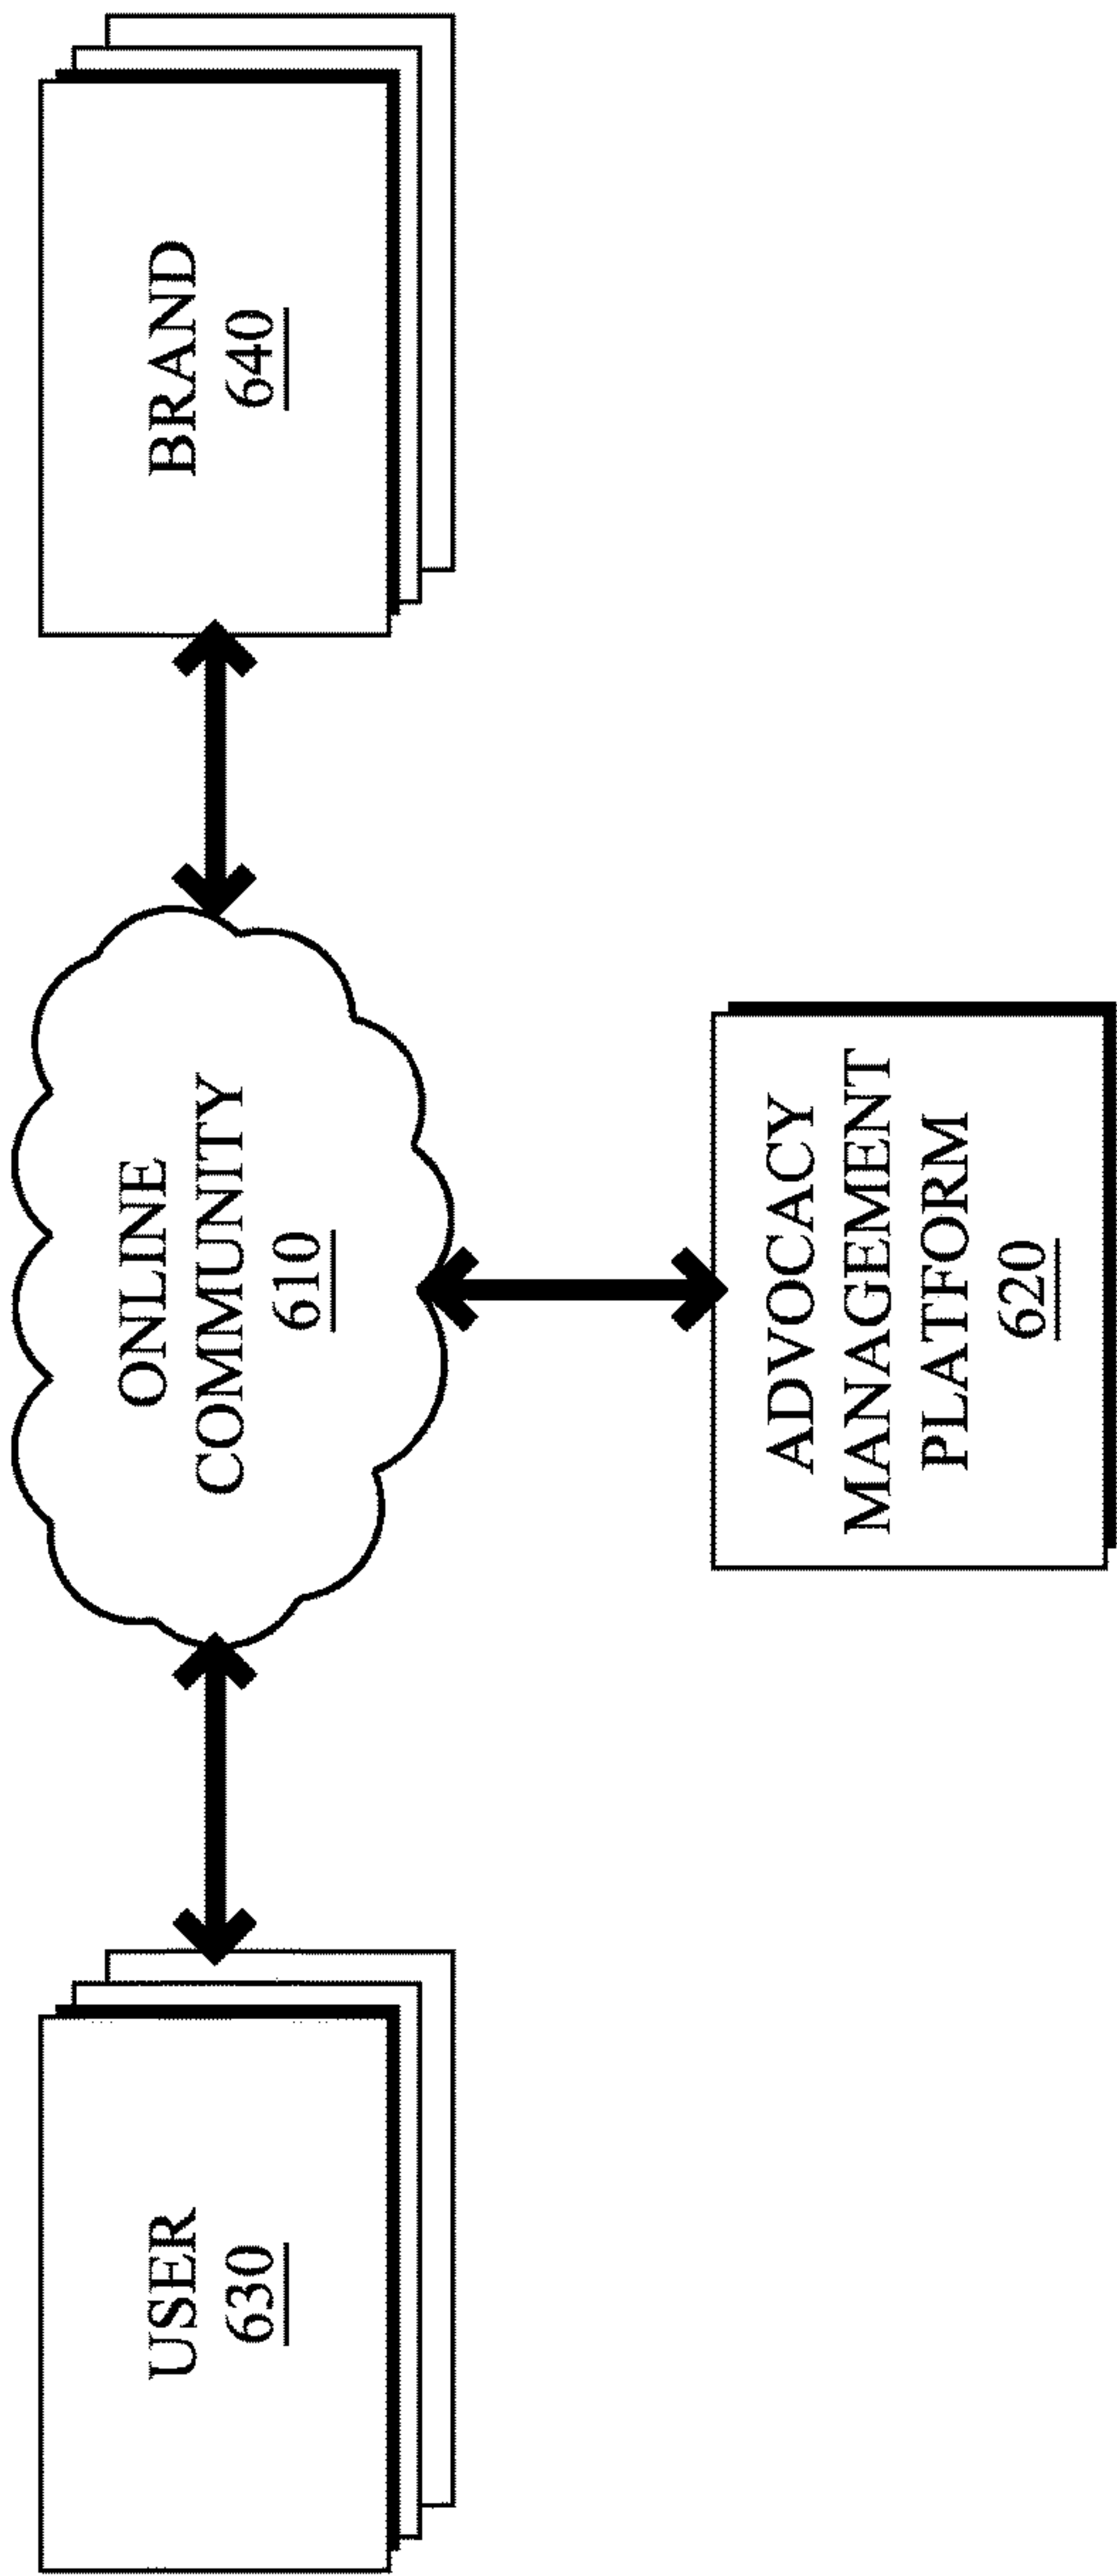 USER
630
ONLINE
COMMUNITY
610
BRAND
640
ADVOCACY
MANAGEMENT
PLATFORM
620